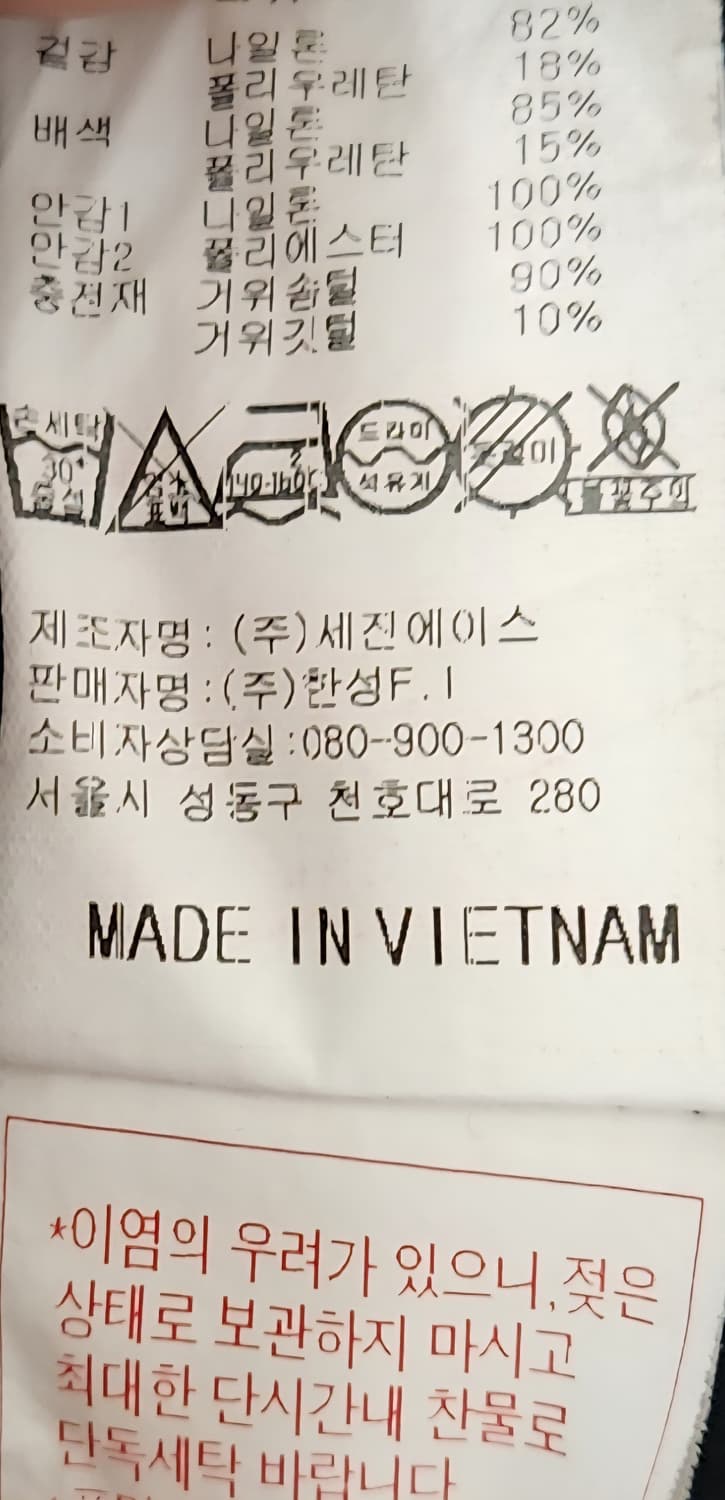 겉감 나일론 82%
폴리우레탄 18%
배색 나일론 85%
폴리우레탄 15%
안감1 나일론 100%
안감2 폴리에스터 100%
충전재 거위솜털 90%
거위깃털 10%
손세탁 드라이
30° 140-160℃ 석유계 드라이
중성 염소
표백
제조자명: (주)세진에이스
판매자명:(주)한성F.I
소비자상담실:080-900-1300
서울시 성동구 천호대로 280
MADE IN VIETNAM
*이염의 우려가 있으니,젖은
상태로 보관하지 마시고
최대한 단시간내 찬물로
단독세탁 바랍니다